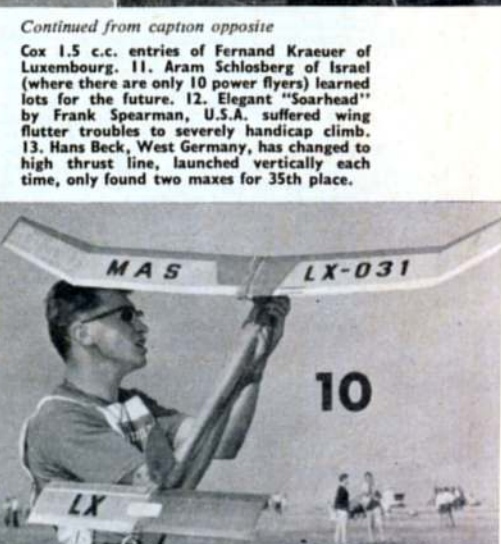 Continued from caption opposite
Cox 1.5 c.c. entries of Fernand Kraeuer of
Luxembourg. 11. Aram Schlosberg of Israel
(where there are only 10 power flyers) learned
lots for the future. 12. Elegant "Soarhead"
by Frank Spearman, U.S.A. suffered wing
flutter troubles to severely handicap climb.
13. Hans Beck, West Germany, has changed to
high thrust line, launched vertically each
time, only found two maxes for 35th place.
MAS LX-031
10
LX